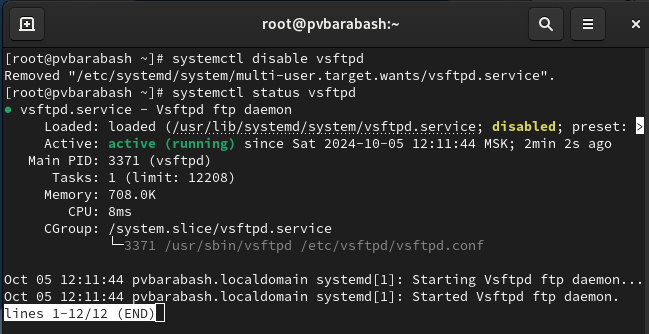 root@pvbarabash:~
[root@pvbarabash ~]# systemctl disable vsftpd
Removed "/etc/systemd/system/multi-user.target.wants/vsftpd.service".
[root@pvbarabash ~]# systemctl status vsftpd
● vsftpd.service - Vsftpd ftp daemon
     Loaded: loaded (/usr/lib/systemd/system/vsftpd.service; disabled; preset: >
     Active: active (running) since Sat 2024-10-05 12:11:44 MSK; 2min 2s ago
   Main PID: 3371 (vsftpd)
      Tasks: 1 (limit: 12208)
     Memory: 708.0K
        CPU: 8ms
     CGroup: /system.slice/vsftpd.service
             └─3371 /usr/sbin/vsftpd /etc/vsftpd/vsftpd.conf
Oct 05 12:11:44 pvbarabash.localdomain systemd[1]: Starting Vsftpd ftp daemon...
Oct 05 12:11:44 pvbarabash.localdomain systemd[1]: Started Vsftpd ftp daemon.
lines 1-12/12 (END)